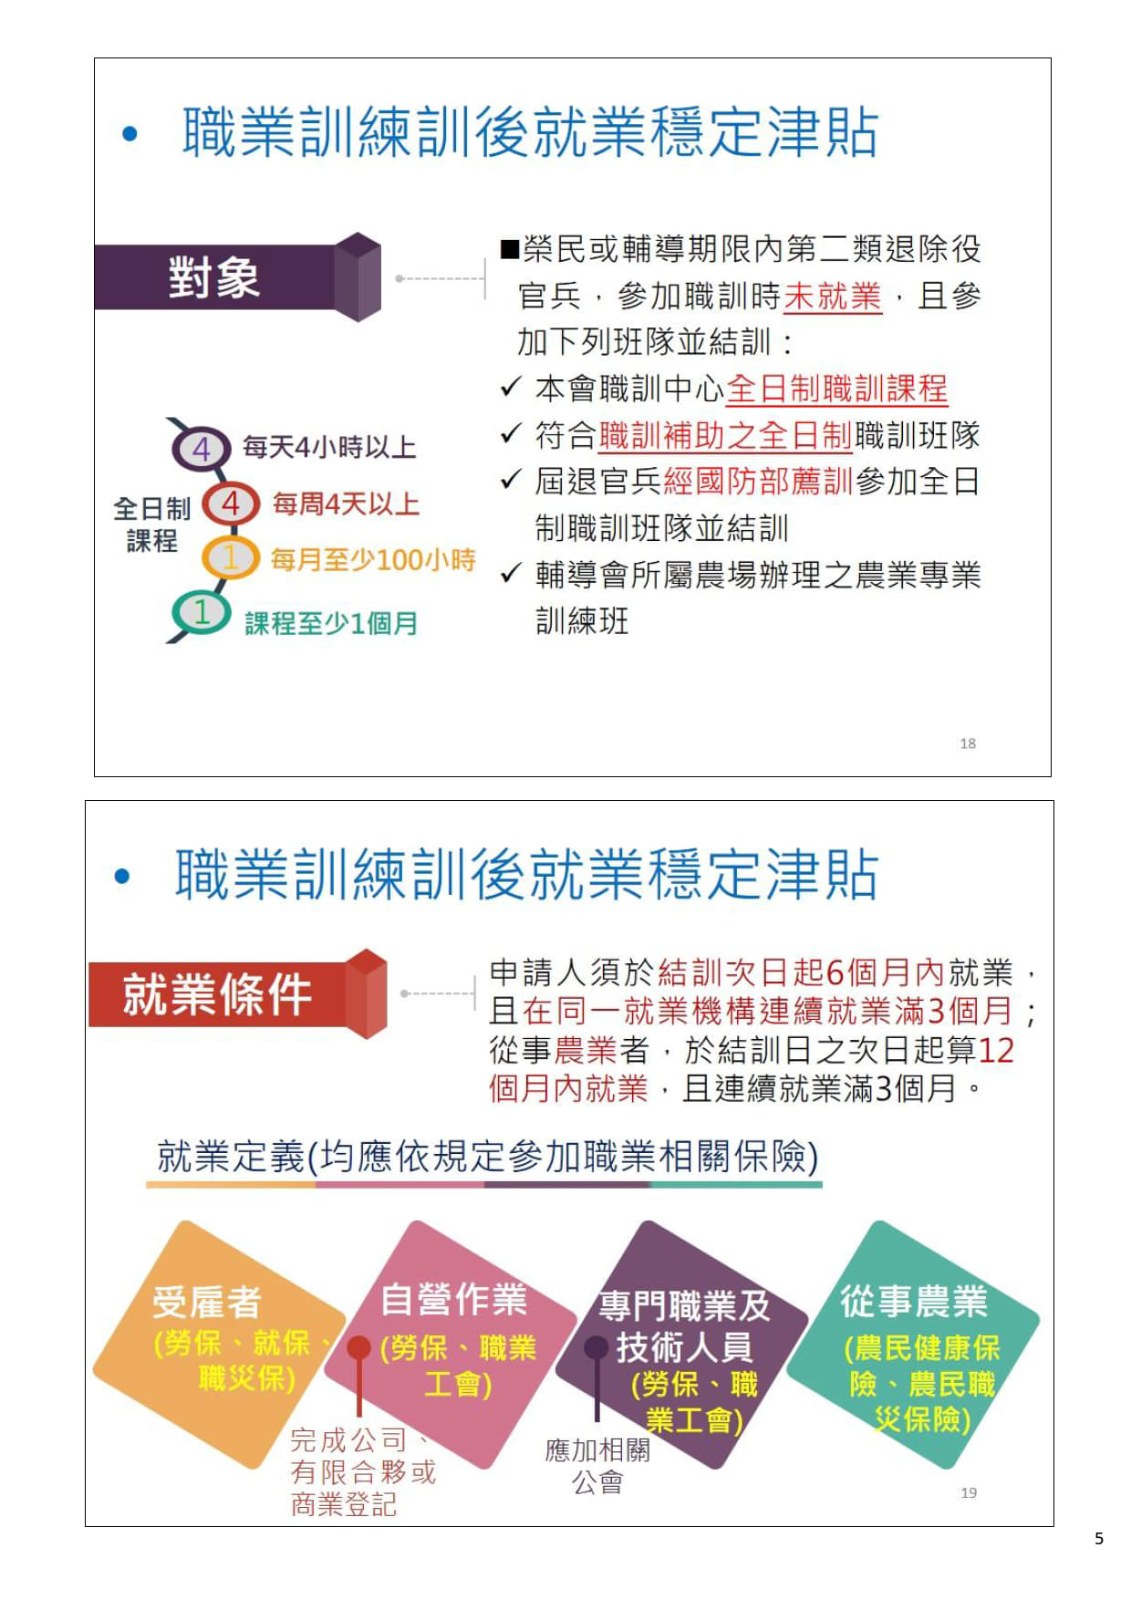 • 職業訓練訓後就業穩定津貼
對象
■榮民或輔導期限內第二類退除役
官兵，參加職訓時未就業，且參
加下列班隊並結訓：
✓ 本會職訓中心全日制職訓課程
✓ 符合職訓補助之全日制職訓班隊
✓ 屆退官兵經國防部薦訓參加全日
制職訓班隊並結訓
✓ 輔導會所屬農場辦理之農業專業
訓練班
全日制
課程
4 每天4小時以上
4 每周4天以上
1 每月至少100小時
1 課程至少1個月
18
• 職業訓練訓後就業穩定津貼
就業條件
申請人須於結訓次日起6個月內就業，
且在同一就業機構連續就業滿3個月；
從事農業者，於結訓日之次日起算12
個月內就業，且連續就業滿3個月。
就業定義(均應依規定參加職業相關保險)
受雇者
(勞保、就保、
職災保)
自營作業
(勞保、職業
工會)
完成公司、
有限合夥或
商業登記
專門職業及
技術人員
(勞保、職
業工會)
應加相關
公會
從事農業
(農民健康保
險、農民職
災保險)
19
5